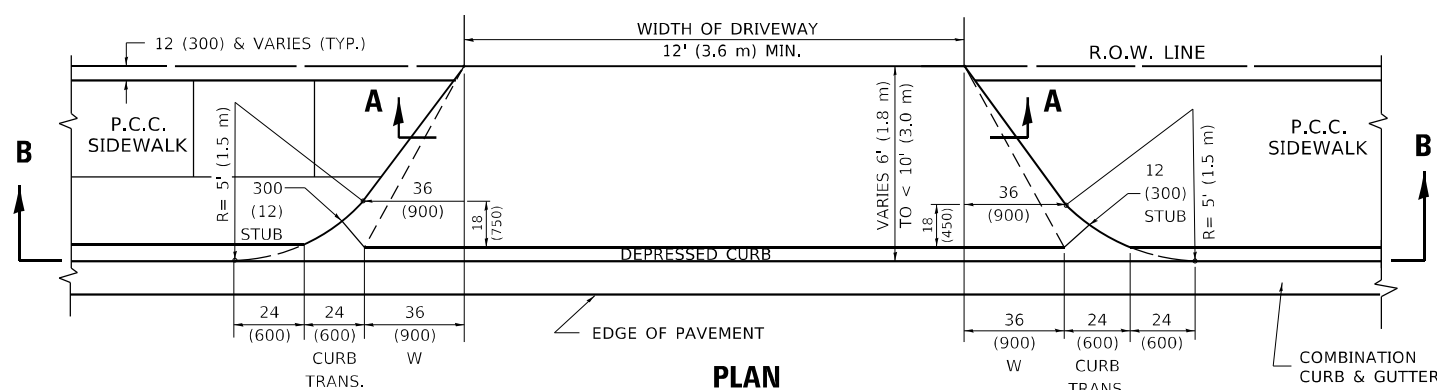 12 (300) & VARIES (TYP.)
WIDTH OF DRIVEWAY
12' (3.6 m) MIN.
R.O.W. LINE
A
A
P.C.C.
SIDEWALK
P.C.C.
SIDEWALK
B
B
R= 5' (1.5 m)
300
(12)
STUB
36
(900)
18
(750)
VARIES 6' (1.8 m)
TO < 10' (3.0 m)
36
(900)
18
(450)
12
(300)
STUB
R= 5' (1.5 m)
DEPRESSED CURB
24
(600)
24
(600)
CURB
TRANS.
36
(900)
W
EDGE OF PAVEMENT
PLAN
36
(900)
W
24
(600)
CURB
TRANS.
24
(600)
COMBINATION
CURB & GUTTER